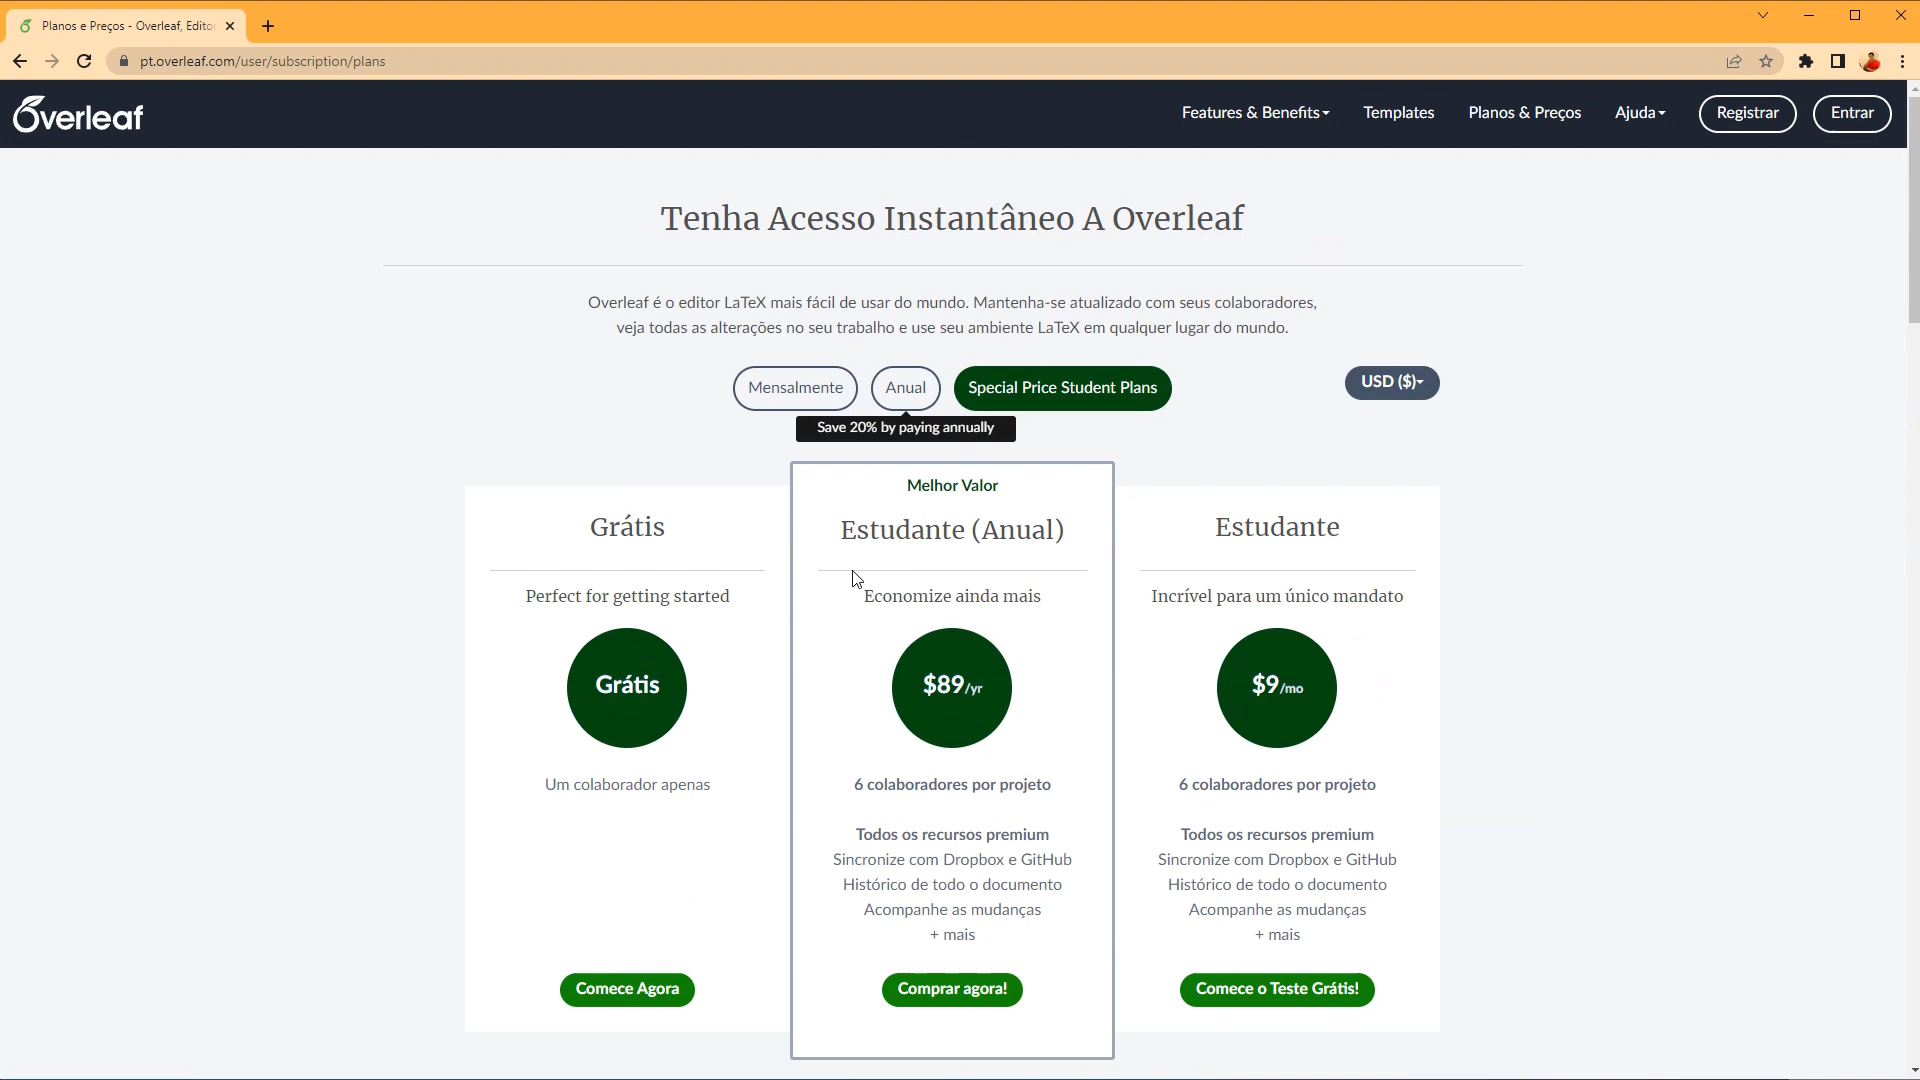 Planos e Preços - Overleaf, Edito
pt.overleaf.com/user/subscription/plans
Overleaf
Features & Benefits
Templates
Planos & Preços
Ajuda
Registrar
Entrar
Tenha Acesso Instantâneo A Overleaf
Overleaf é o editor LaTeX mais fácil de usar do mundo. Mantenha-se atualizado com seus colaboradores,
veja todas as alterações no seu trabalho e use seu ambiente LaTeX em qualquer lugar do mundo.
Mensalmente
Anual
Special Price Student Plans
USD ($)
Save 20% by paying annually
Grátis
Perfect for getting started
Grátis
Um colaborador apenas
Comece Agora
Melhor Valor
Estudante (Anual)
Economize ainda mais
$89/yr
6 colaboradores por projeto
Todos os recursos premium
Sincronize com Dropbox e GitHub
Histórico de todo o documento
Acompanhe as mudanças
+ mais
Comprar agora!
Estudante
Incrível para um único mandato
$9/mo
6 colaboradores por projeto
Todos os recursos premium
Sincronize com Dropbox e GitHub
Histórico de todo o documento
Acompanhe as mudanças
+ mais
Comece o Teste Grátis!